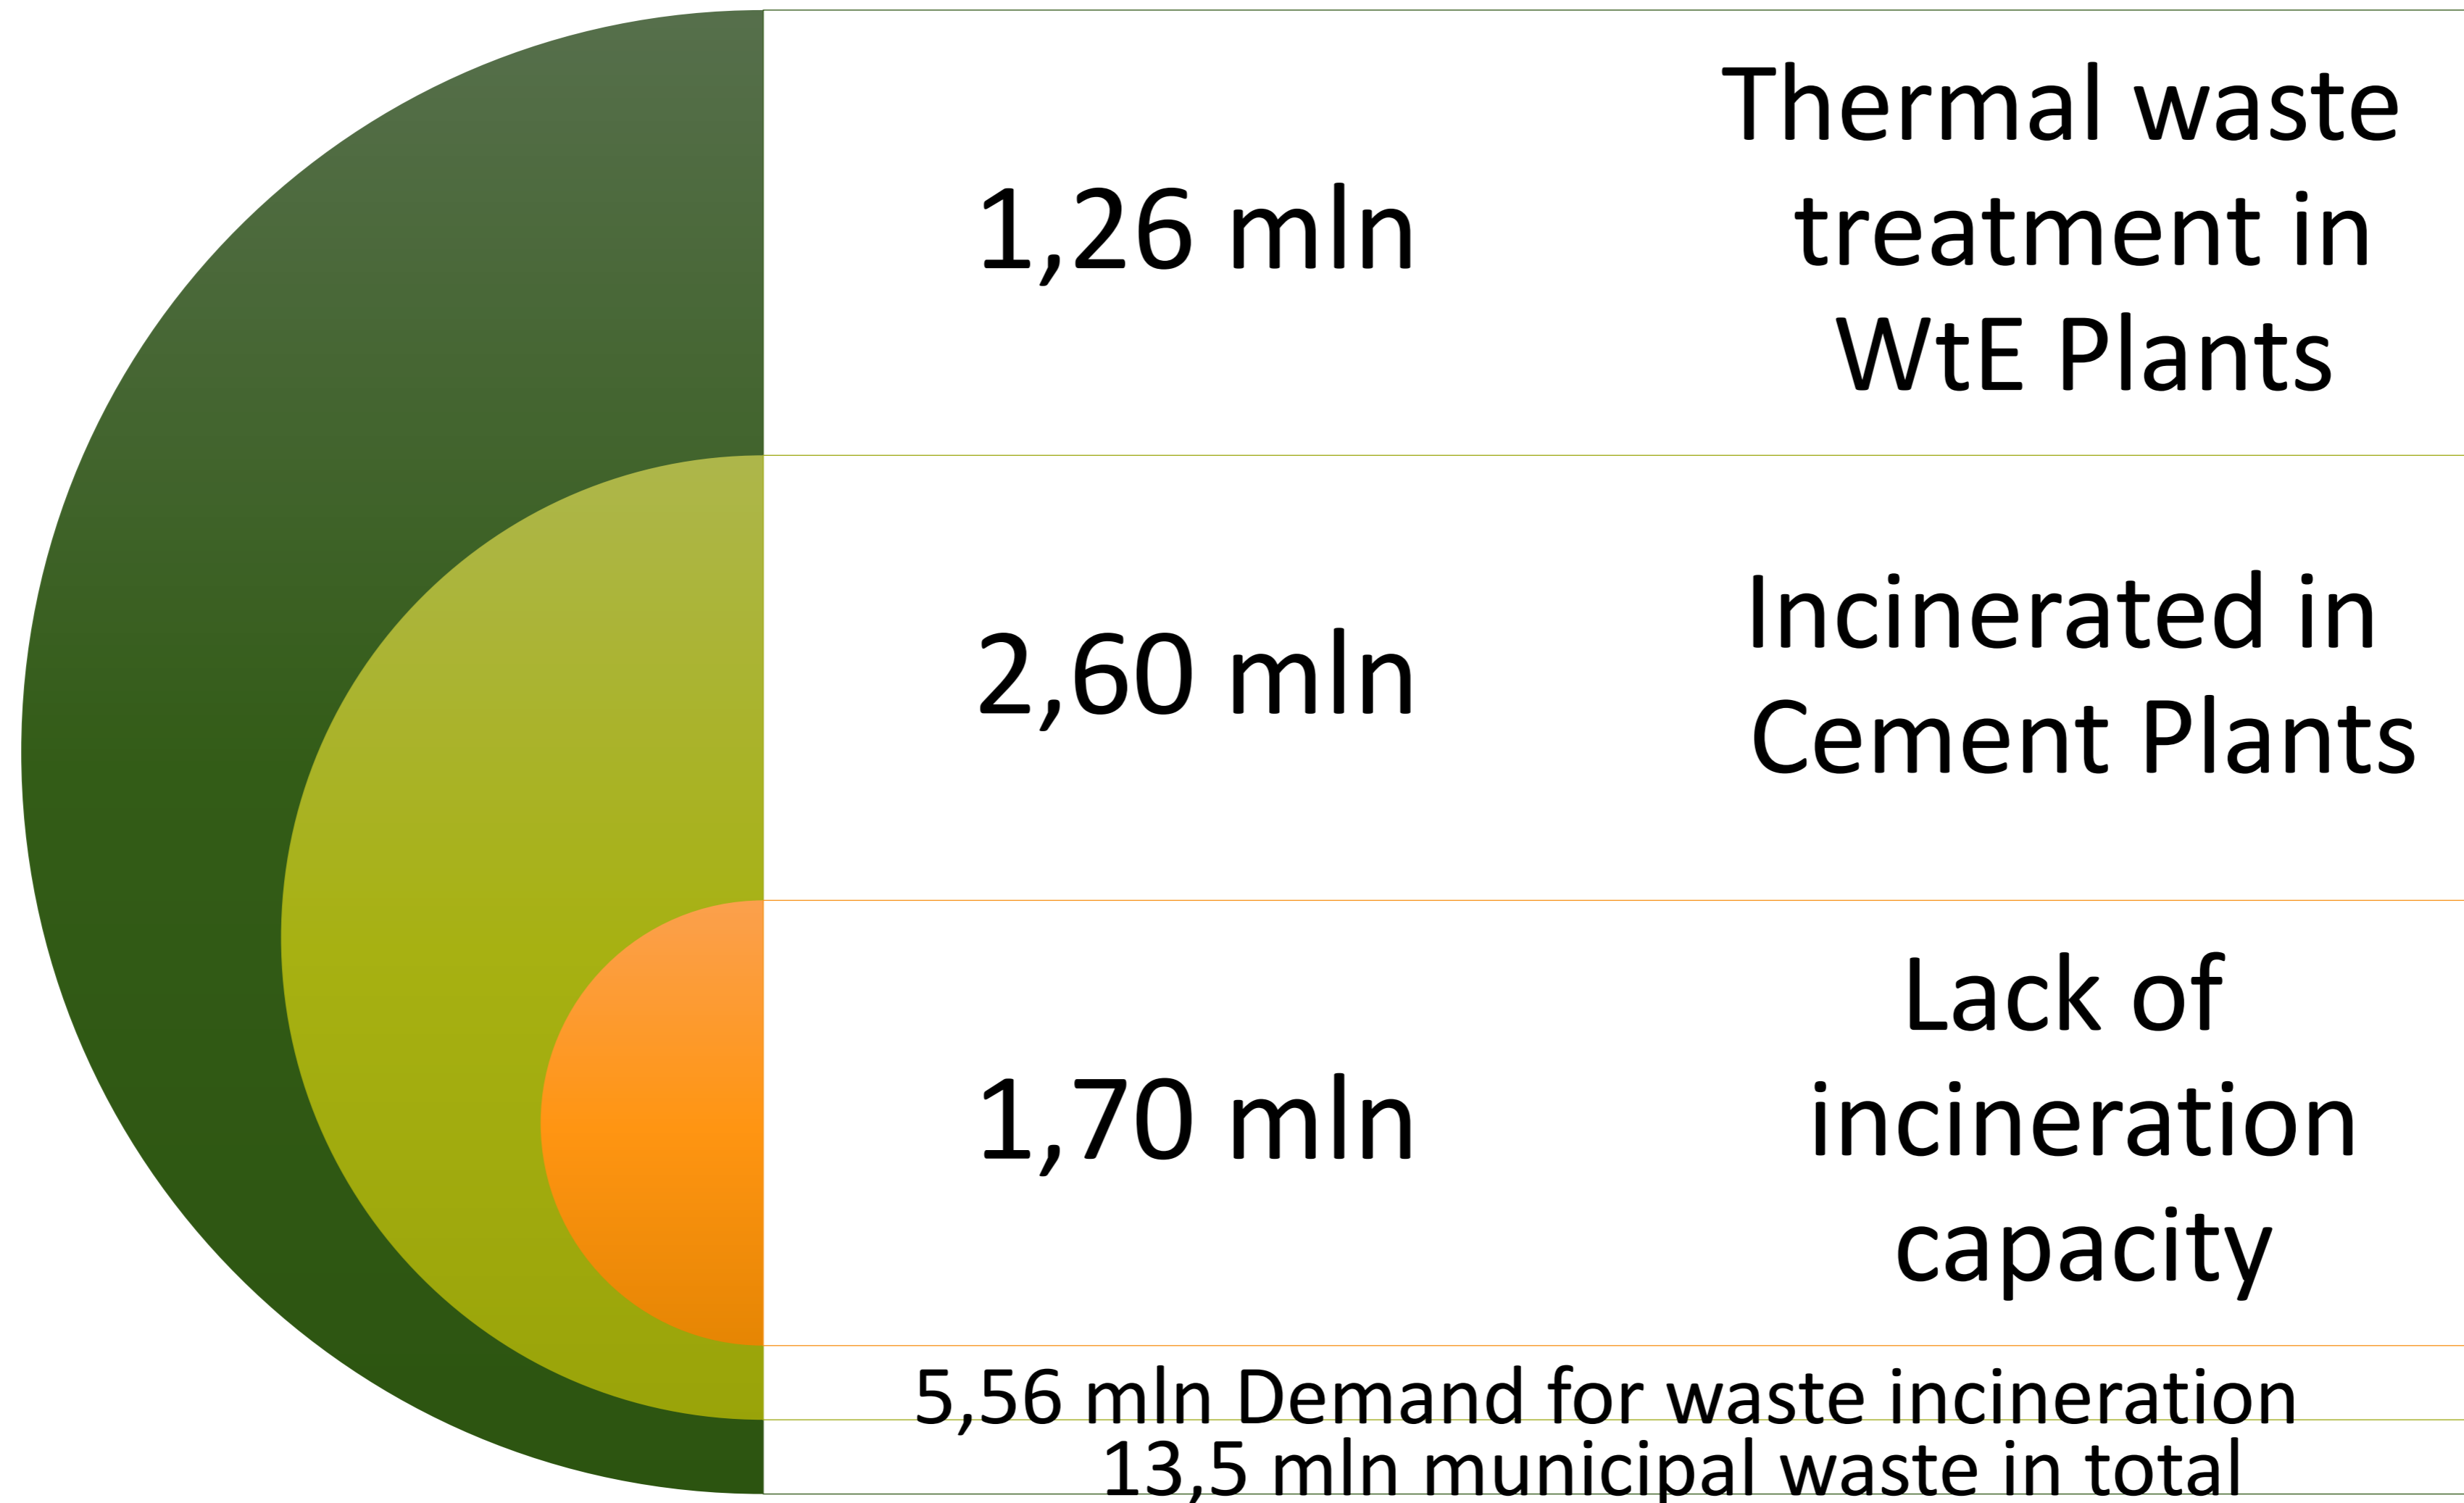 1,26 mln
Thermal waste
treatment in
WtE Plants
2,60 mln
Incinerated in
Cement Plants
1,70 mln
Lack of
incineration
capacity
5,56 mln Demand for waste incineration
13,5 mln municipal waste in total